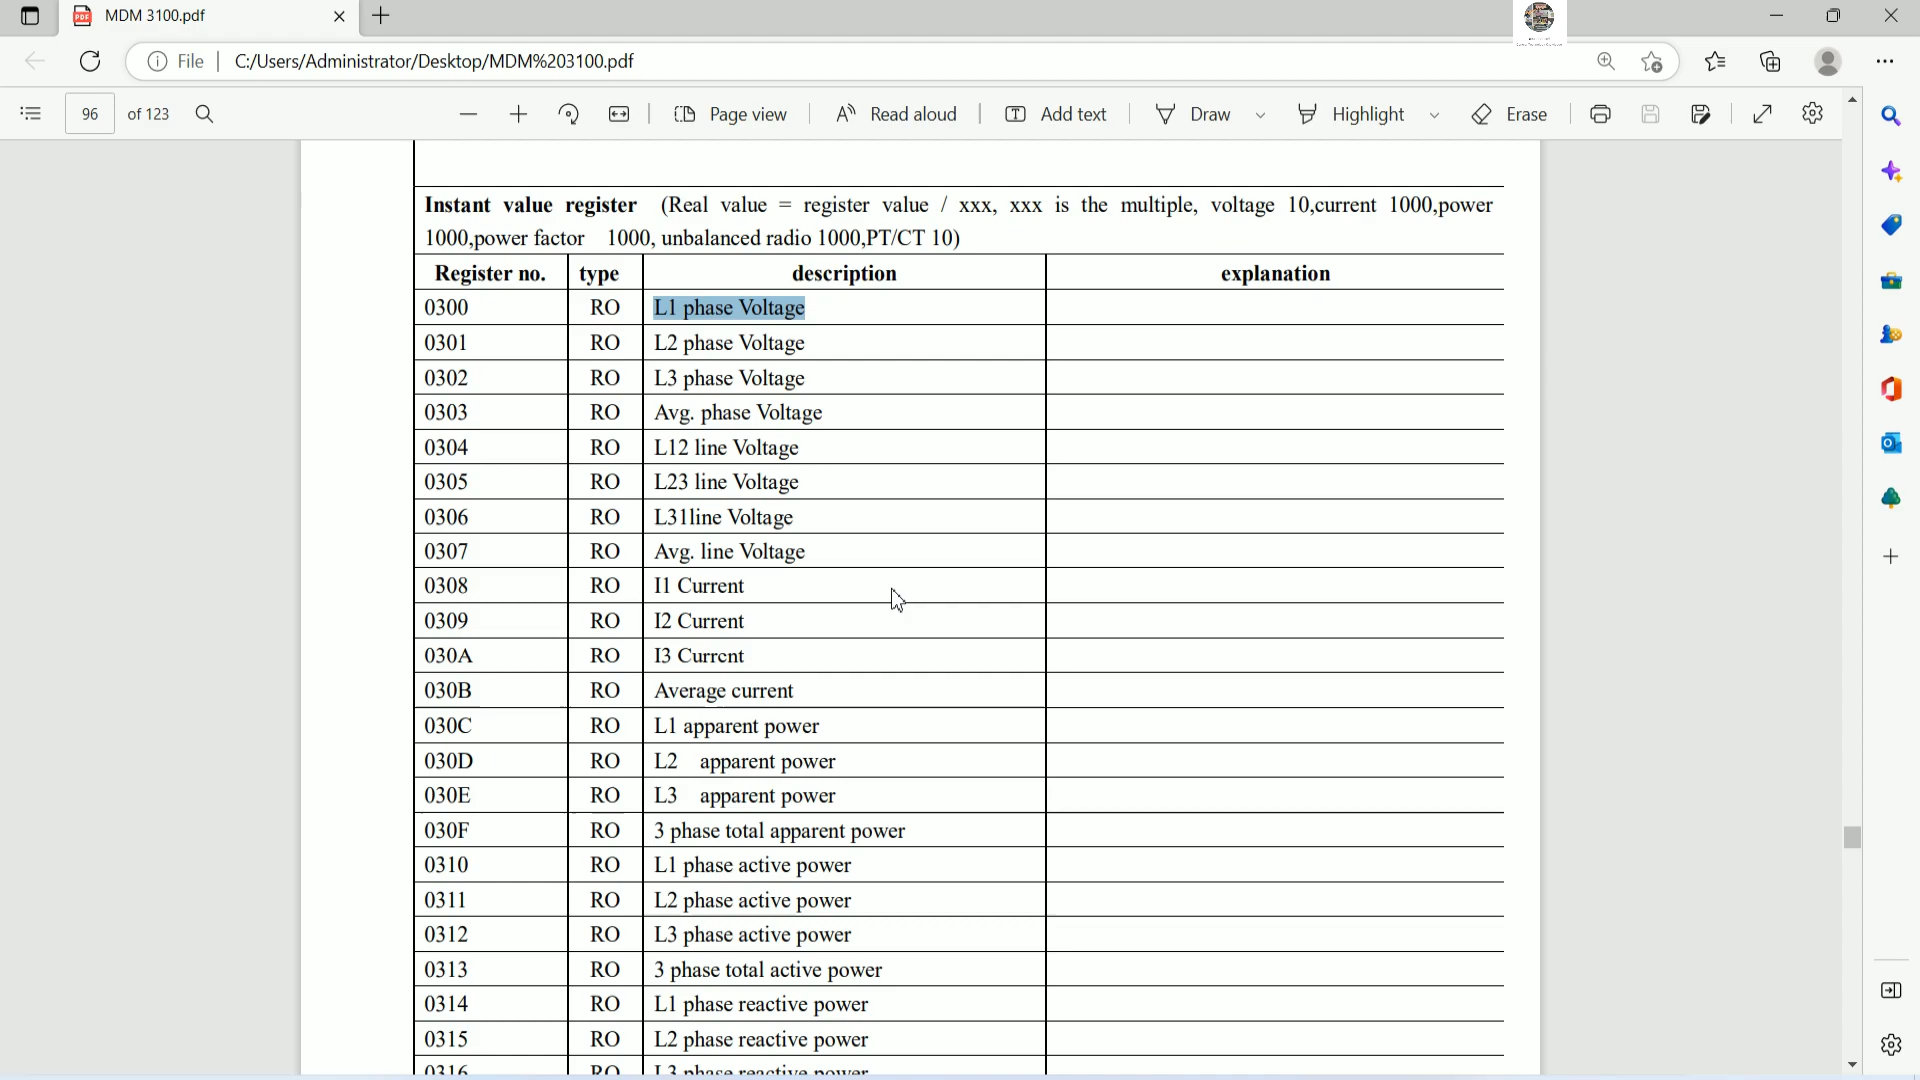 MDM 3100.pdf
File C:/Users/Administrator/Desktop/MDM%203100.pdf
96 of 123 Page view Read aloud Add text Draw Highlight Erase
Instant value register (Real value = register value / xxx, xxx is the multiple, voltage 10,current 1000,power
1000,power factor 1000, unbalanced radio 1000,PT/CT 10)
Register no. type description explanation
0300 RO L1 phase Voltage
0301 RO L2 phase Voltage
0302 RO L3 phase Voltage
0303 RO Avg. phase Voltage
0304 RO L12 line Voltage
0305 RO L23 line Voltage
0306 RO L31line Voltage
0307 RO Avg. line Voltage
0308 RO I1 Current
0309 RO I2 Current
030A RO I3 Current
030B RO Average current
030C RO L1 apparent power
030D RO L2 apparent power
030E RO L3 apparent power
030F RO 3 phase total apparent power
0310 RO L1 phase active power
0311 RO L2 phase active power
0312 RO L3 phase active power
0313 RO 3 phase total active power
0314 RO L1 phase reactive power
0315 RO L2 phase reactive power
0316 RO L3 phase reactive power